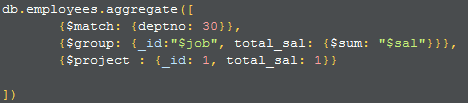 db.employees.aggregate([
{$match: {deptno: 30}},
{$group: {_id:"$job", total_sal: {$sum: "$sal"}}},
{$project : {_id: 1, total_sal: 1}}
])